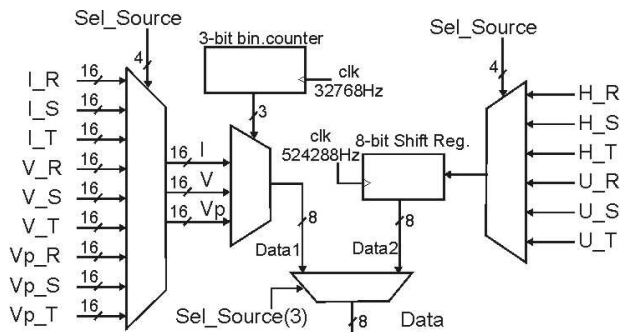 Sel_Source
3-bit bin.counter
Sel_Source
4
clk
32768Hz
4
16 I_R
16 I_S
16 I_T
16 V_R
16 V_S
16 V_T
16 Vp_R
16 Vp_S
16 Vp_T
3
16 I
16 V
16 Vp
clk
524288Hz
8-bit Shift Reg.
H_R
H_S
H_T
U_R
U_S
U_T
8
8
Data1
Data2
Sel_Source(3)
8
Data